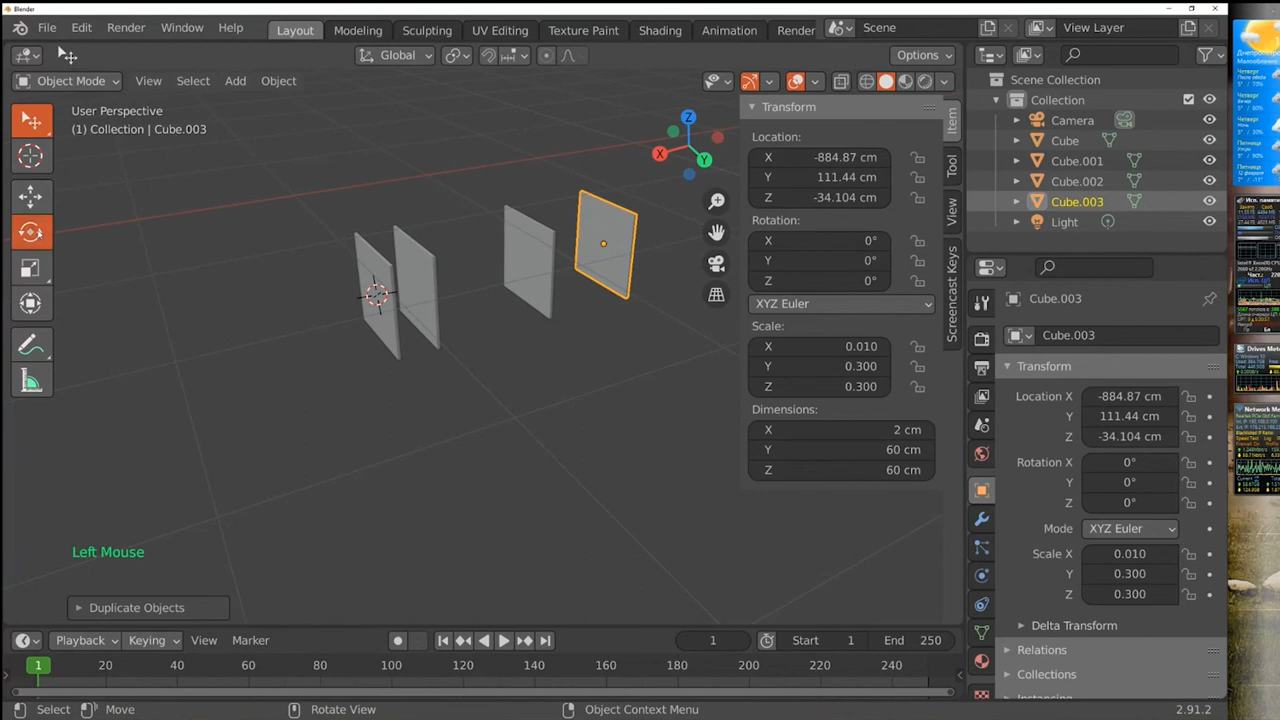 Blender
File Edit Render Window Help
Layout Modeling Sculpting UV Editing Texture Paint Shading Animation Render
Scene
View Layer
Global
Options
Object Mode View Select Add Object
User Perspective
(1) Collection | Cube.003
Z
X
Y
Transform
Location:
X -884.87 cm
Y 111.44 cm
Z -34.104 cm
Rotation:
X 0°
Y 0°
Z 0°
XYZ Euler
Scale:
X 0.010
Y 0.300
Z 0.300
Dimensions:
X 2 cm
Y 60 cm
Z 60 cm
Item
Tool
View
Screencast Keys
Scene Collection
Collection
Camera
Cube
Cube.001
Cube.002
Cube.003
Light
Cube.003
Cube.003
Transform
Location X -884.87 cm
Y 111.44 cm
Z -34.104 cm
Rotation X 0°
Y 0°
Z 0°
Mode XYZ Euler
Scale X 0.010
Y 0.300
Z 0.300
Delta Transform
Relations
Collections
Instancing
Left Mouse
Duplicate Objects
Playback Keying View Marker
1 Start 1 End 250
1 20 40 60 80 100 120 140 160 180 200 220 240
Select Move Rotate View Object Context Menu 2.91.2